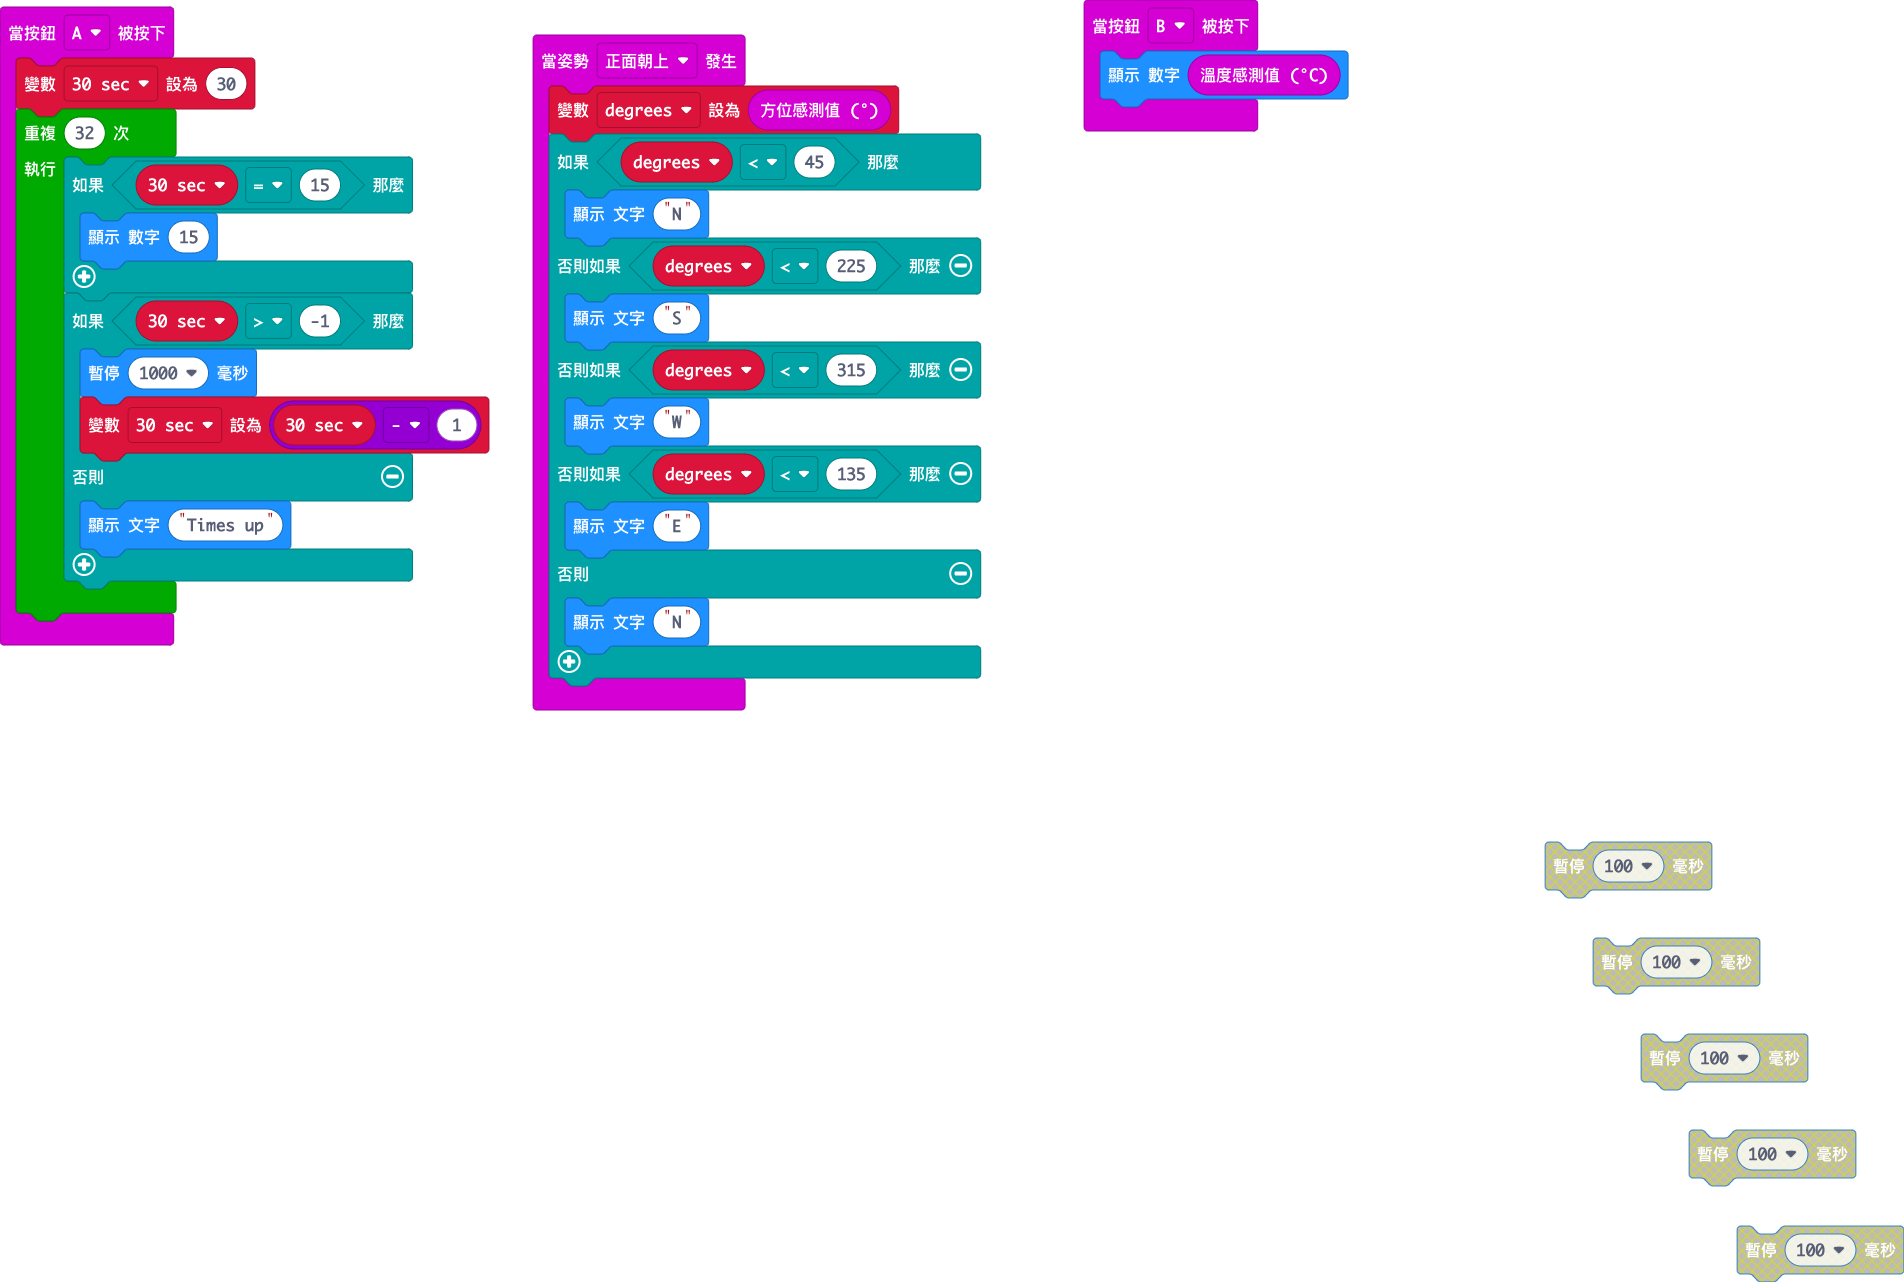 當按鈕 A 被按下
變數 30 sec 設為 30
重複 32 次
執行
如果 30 sec = 15 那麼
顯示 數字 15
如果 30 sec > -1 那麼
暫停 1000 毫秒
變數 30 sec 設為 30 sec - 1
否則
顯示 文字 "Times up"
當姿勢 正面朝上 發生
變數 degrees 設為 方位感測值 (°)
如果 degrees < 45 那麼
顯示 文字 "N"
否則如果 degrees < 225 那麼
顯示 文字 "S"
否則如果 degrees < 315 那麼
顯示 文字 "W"
否則如果 degrees < 135 那麼
顯示 文字 "E"
否則
顯示 文字 "N"
當按鈕 B 被按下
顯示 數字 溫度感測值 (°C)
暫停 100 毫秒
暫停 100 毫秒
暫停 100 毫秒
暫停 100 毫秒
暫停 100 毫秒